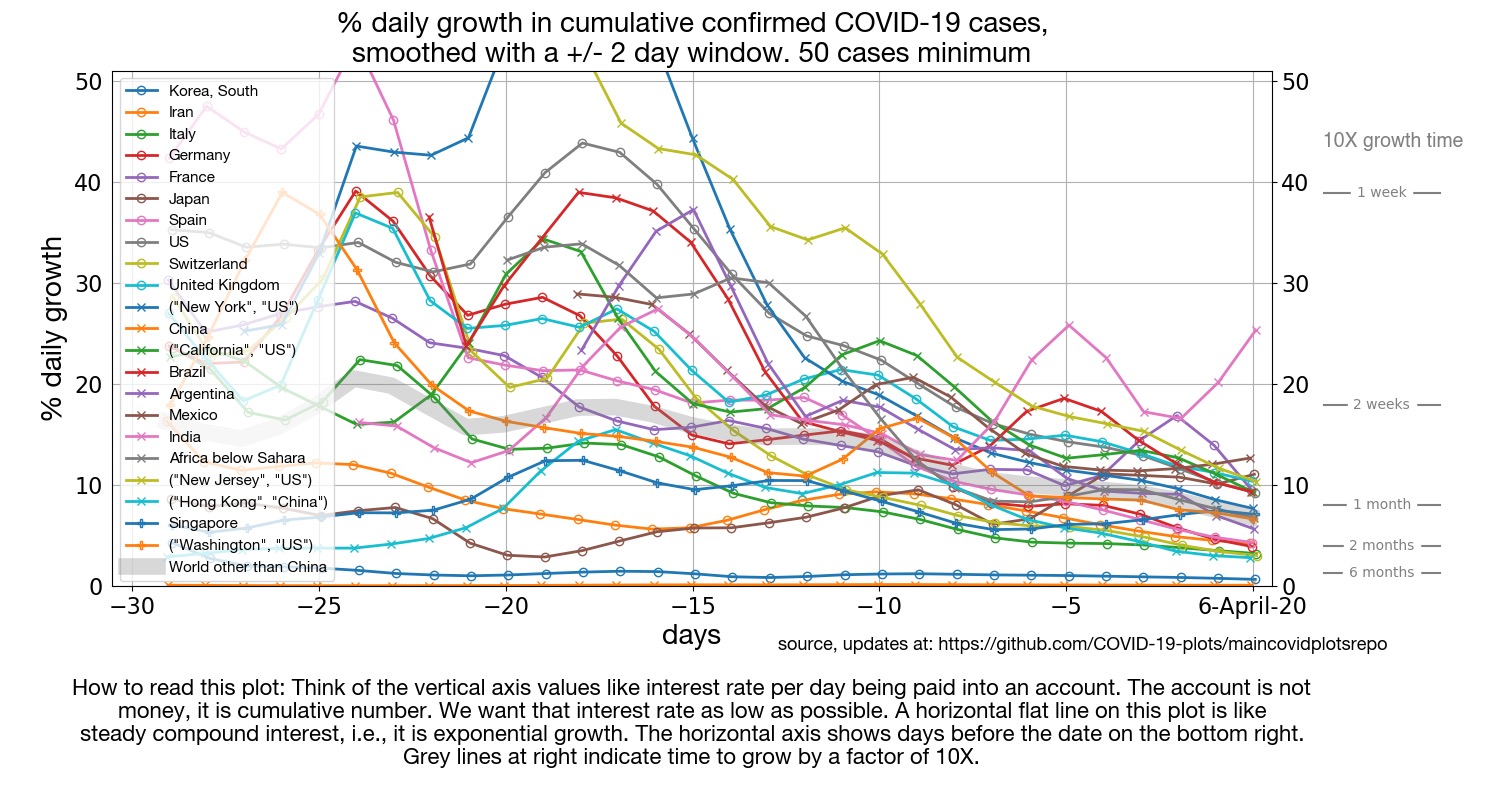 % daily growth in cumulative confirmed COVID-19 cases,
smoothed with a +/- 2 day window. 50 cases minimum
50
40
30
20
10
0
% daily growth
Korea, South
Iran
Italy
Germany
France
Japan
Spain
US
Switzerland
United Kingdom
("New York", "US")
China
("California", "US")
Brazil
Argentina
Mexico
India
Africa below Sahara
("New Jersey", "US")
("Hong Kong", "China")
Singapore
("Washington", "US")
World other than China
50
40
30
20
10
0
10X growth time
1 week
2 weeks
1 month
2 months
6 months
−30 −25 −20 −15 −10 −5 6-April-20
days
source, updates at: https://github.com/COVID-19-plots/maincovidplotsrepo
How to read this plot: Think of the vertical axis values like interest rate per day being paid into an account. The account is not
money, it is cumulative number. We want that interest rate as low as possible. A horizontal flat line on this plot is like
steady compound interest, i.e., it is exponential growth. The horizontal axis shows days before the date on the bottom right.
Grey lines at right indicate time to grow by a factor of 10X.